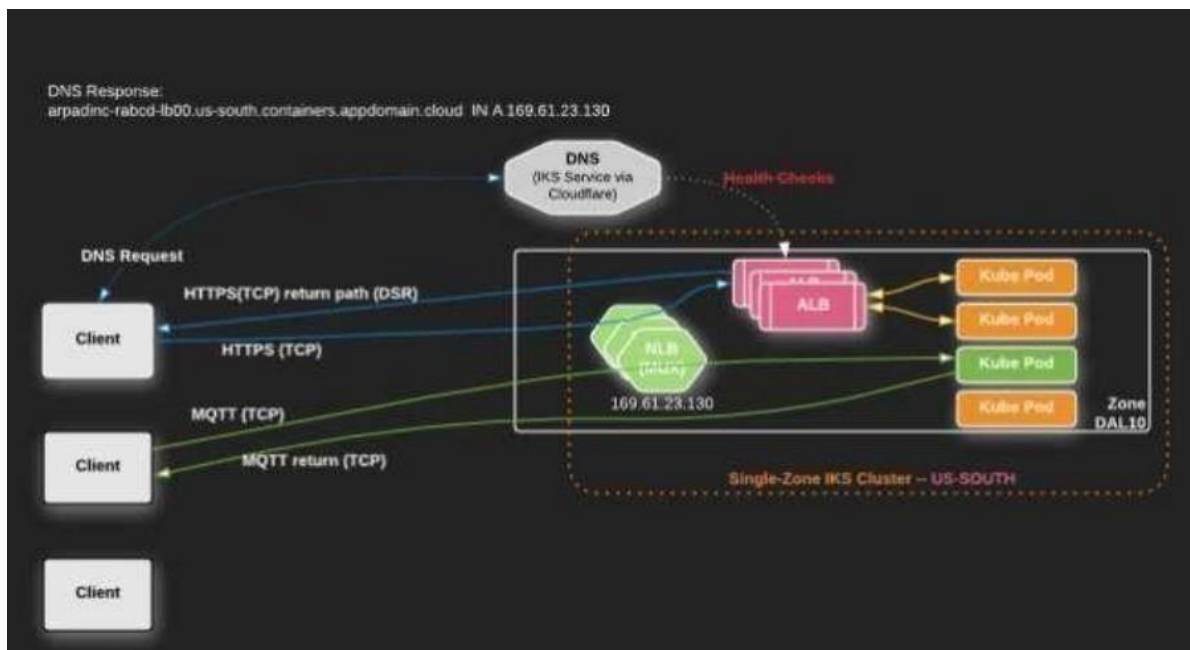 DNS Response:
arpadinc-rabcd-lb00.us-south.containers.appdomain.cloud IN A 169.61.23.130
DNS
(IKS Service via
Cloudflare)
Health Checks
DNS Request
HTTPS(TCP) return path (DSR)
Client
HTTPS (TCP)
ALB
ALB
Kube Pod
Kube Pod
NLB
(MUX)
Kube Pod
169.61.23.130
Kube Pod
Zone
DAL10
MQTT (TCP)
Client
MQTT return (TCP)
Single-Zone IKS Cluster – US-SOUTH
Client